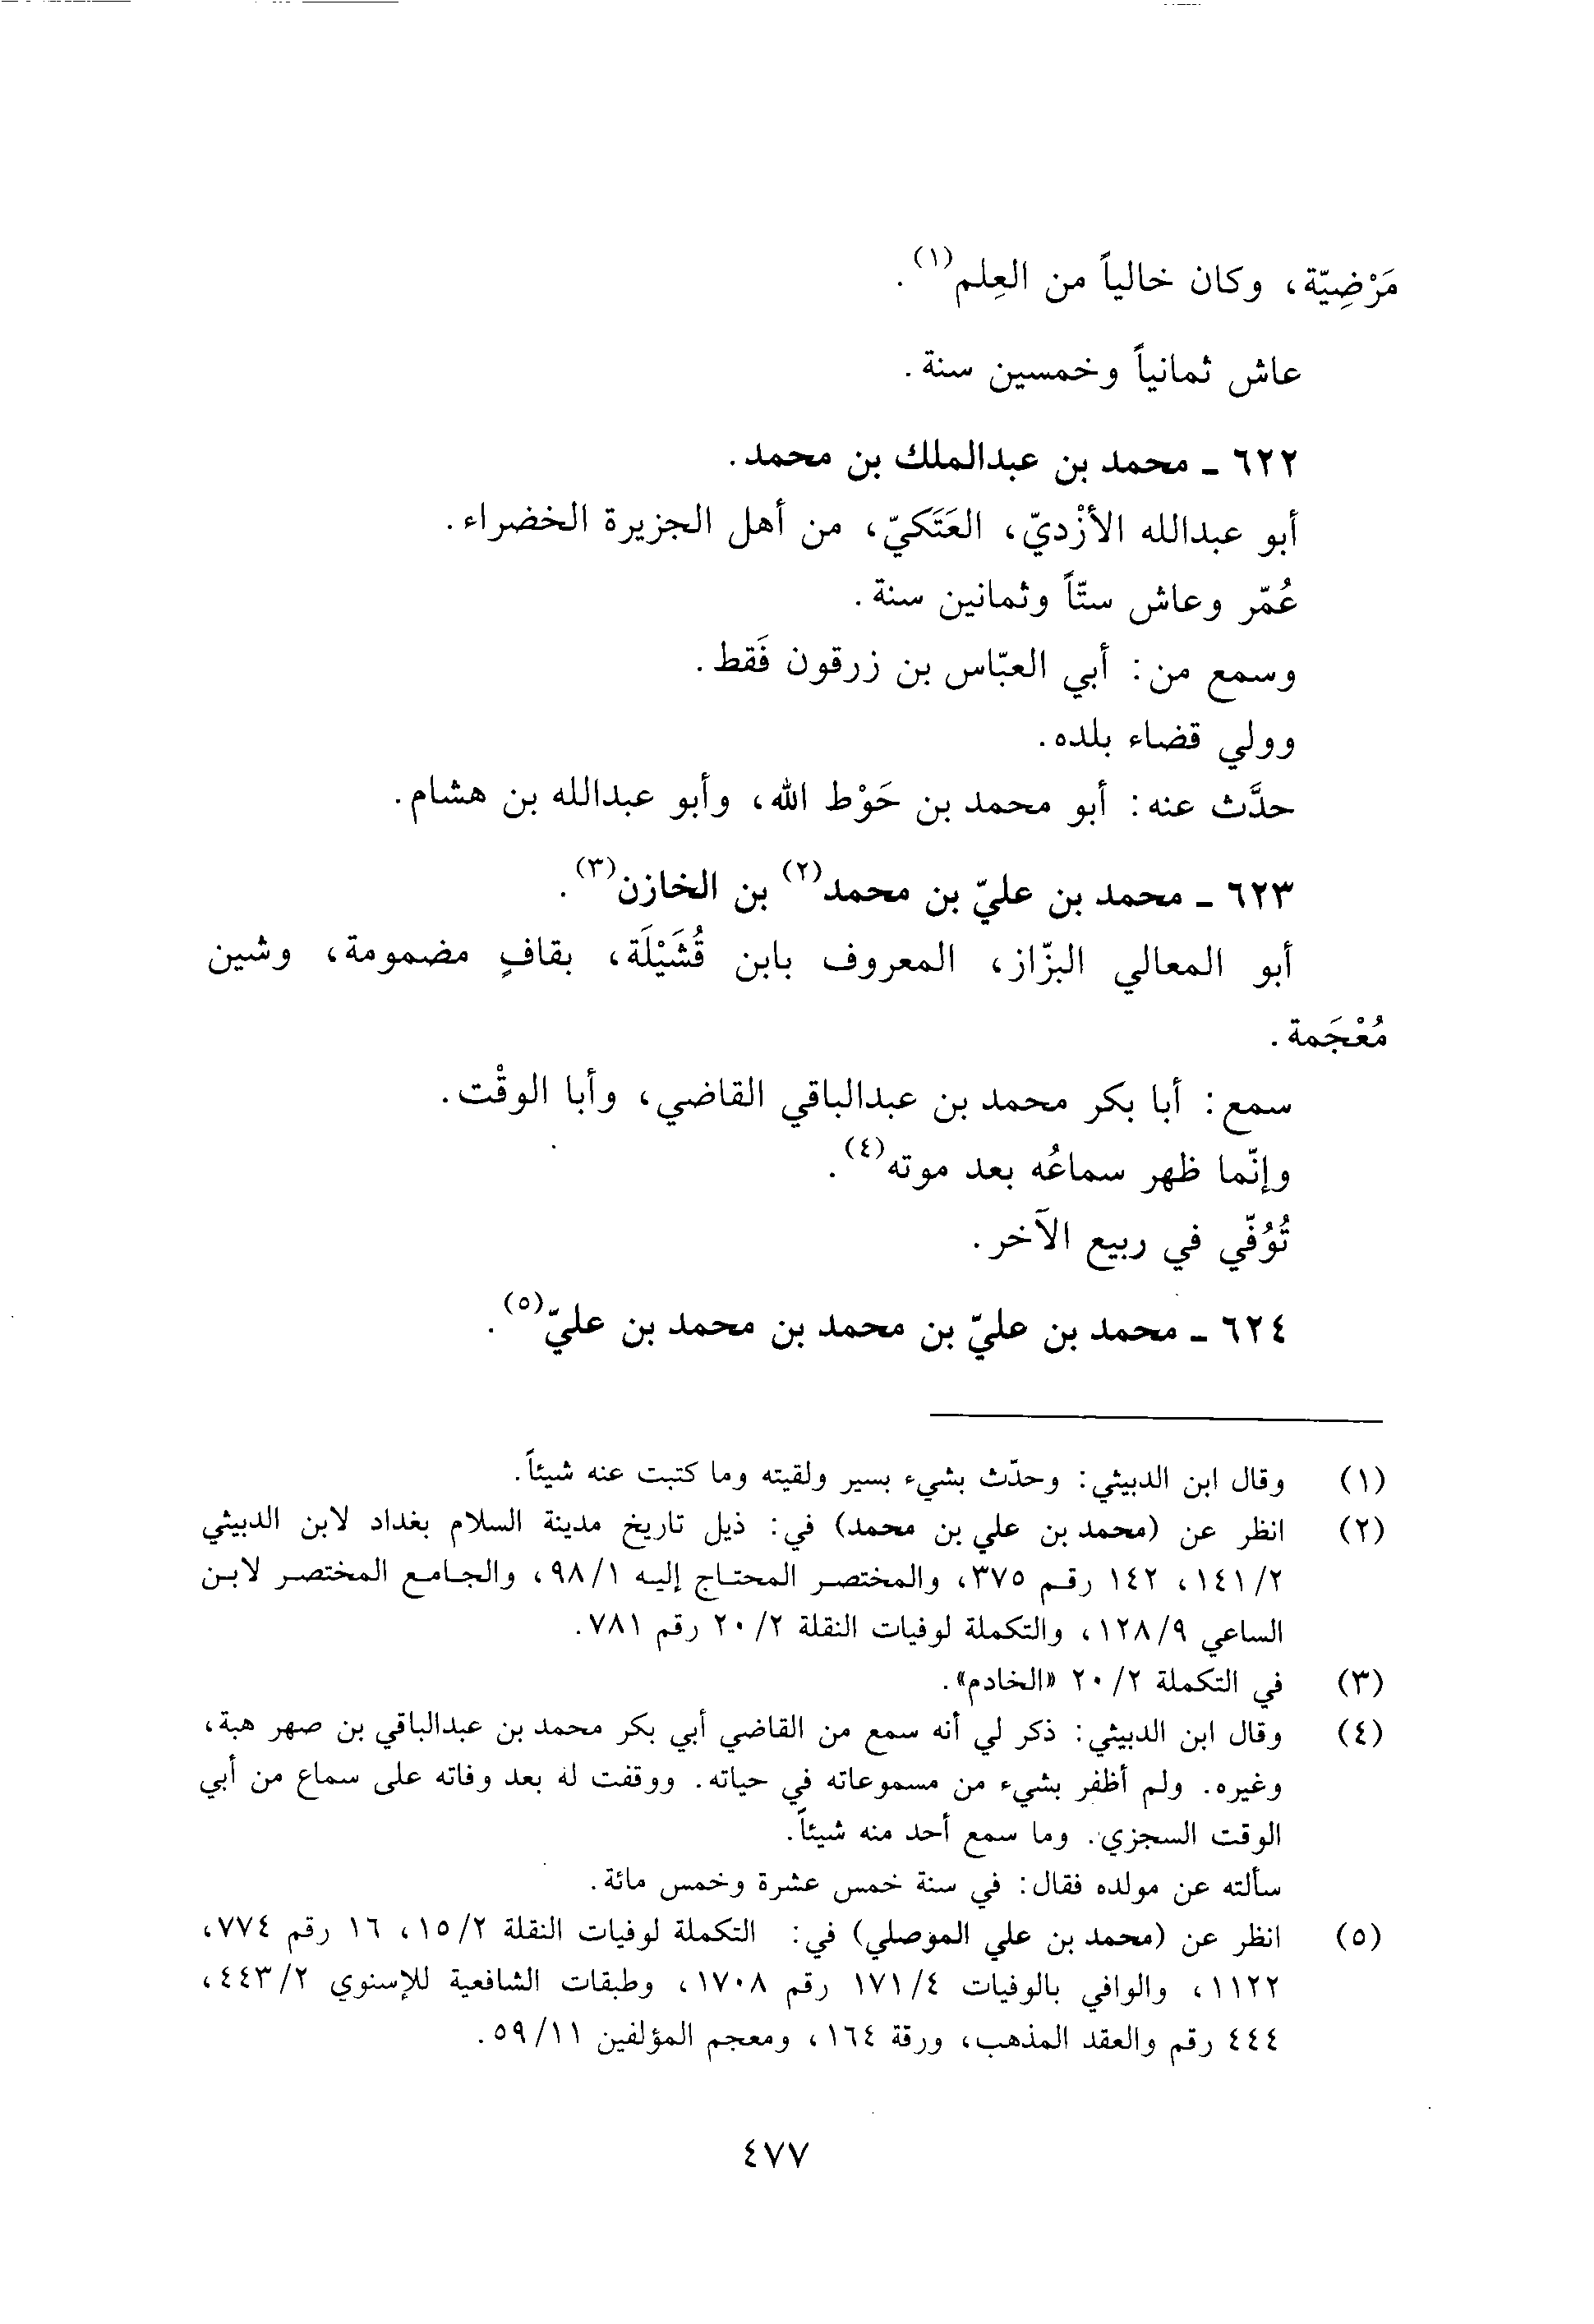 مَرْضِيّة، وكان خالياً من العِلم(١).
عاش ثمانياً وخمسين سنة.
٦٢٢ ـ محمد بن عبدالملك بن محمد.
أبو عبدالله الأزْديّ، العَتَكيّ، من أهل الجزيرة الخضراء.
عُمّر وعاش ستّاً وثمانين سنة.
وسمع من: أبي العبّاس بن زرقون فَقط.
وولي قضاء بلده.
حدَّث عنه: أبو محمد بن حَوْط الله، وأبو عبدالله بن هشام.
٦٢٣ ـ محمد بن عليّ بن محمد(٢) بن الخازن(٣).
أبو المعالي البزّاز، المعروف بابن قُشَيْلَة، بقافٍ مضمومة، وشين
مُعْجَمة.
سمع: أبا بكر محمد بن عبدالباقي القاضي، وأبا الوقْت.
وإنّما ظهر سماعُه بعد موته(٤).
تُوُفّي في ربيع الآخر.
٦٢٤ ـ محمد بن عليّ بن محمد بن محمد بن عليّ(٥).
(١) وقال ابن الدبيثي: وحدّث بشيء بسير ولقيته وما كتبت عنه شيئاً.
(٢) انظر عن (محمد بن علي بن محمد) في: ذيل تاريخ مدينة السلام بغداد لابن الدبيثي
٢/ ١٤١، ١٤٢ رقم ٣٧٥، والمختصر المحتاج إليه ١/ ٩٨، والجامع المختصر لابن
الساعي ٩/ ١٢٨، والتكملة لوفيات النقلة ٢/ ٢٠ رقم ٧٨١.
(٣) في التكملة ٢/ ٢٠ «الخادم».
(٤) وقال ابن الدبيثي: ذكر لي أنه سمع من القاضي أبي بكر محمد بن عبدالباقي بن صهر هبة،
وغيره. ولم أظفر بشيء من مسموعاته في حياته. ووقفت له بعد وفاته على سماع من أبي
الوقت السجزي. وما سمع أحد منه شيئاً.
سألته عن مولده فقال: في سنة خمس عشرة وخمس مائة.
(٥) انظر عن (محمد بن علي الموصلي) في: التكملة لوفيات النقلة ٢/ ١٥، ١٦ رقم ٧٧٤،
١١٢٢، والوافي بالوفيات ٤/ ١٧١ رقم ١٧٠٨، وطبقات الشافعية للإسنوي ٢/ ٤٤٣،
٤٤٤ رقم والعقد المذهب، ورقة ١٦٤، ومعجم المؤلفين ١١/ ٥٩.
٤٧٧